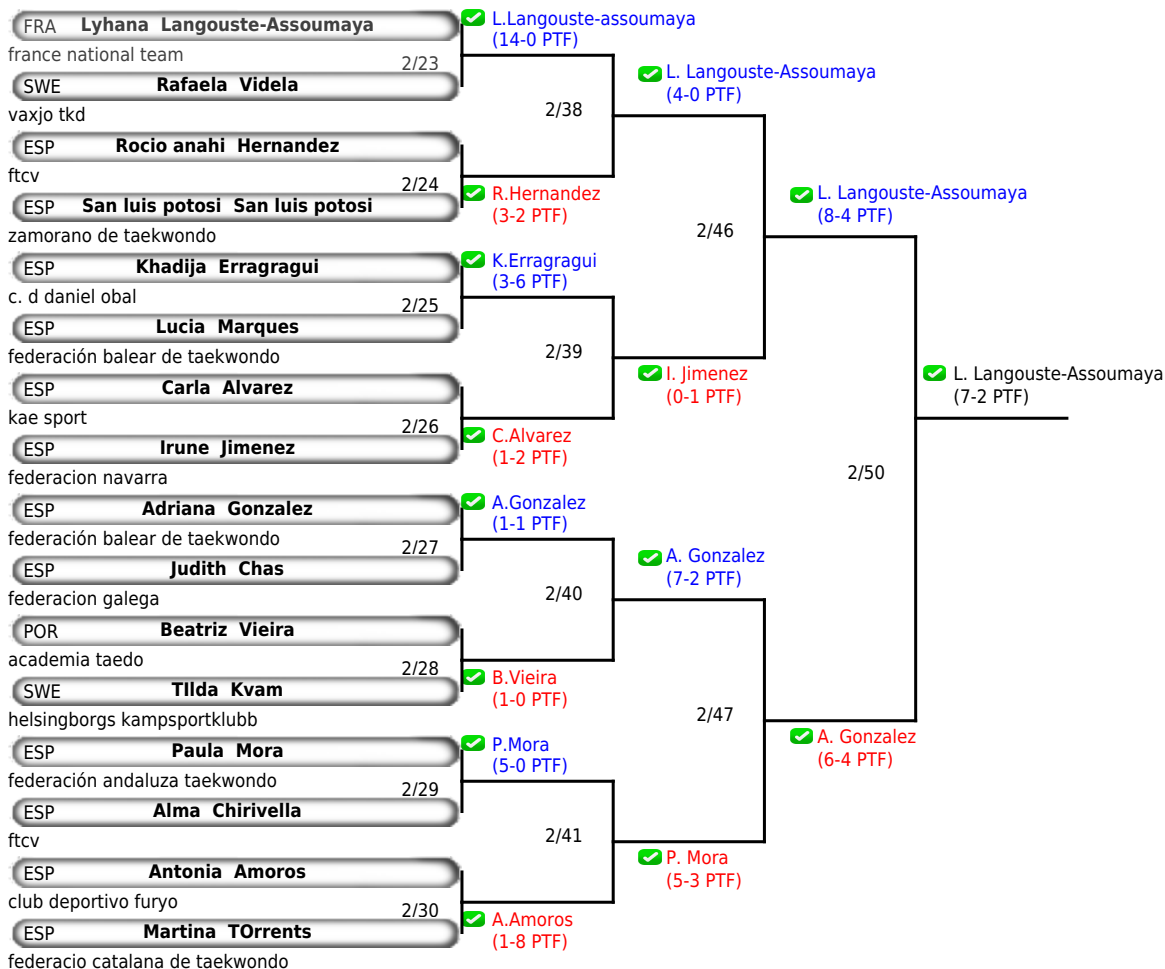 FRA Lyhana Langouste-Assoumaya
france national team
2/23
SWE Rafaela Videla
vaxjo tkd
ESP Rocio anahi Hernandez
ftcv
2/24
ESP San luis potosi San luis potosi
zamorano de taekwondo
ESP Khadija Erragragui
c. d daniel obal
2/25
ESP Lucia Marques
federación balear de taekwondo
ESP Carla Alvarez
kae sport
2/26
ESP Irune Jimenez
federacion navarra
ESP Adriana Gonzalez
federación balear de taekwondo
2/27
ESP Judith Chas
federacion galega
POR Beatriz Vieira
academia taedo
2/28
SWE TIlda Kvam
helsingborgs kampsportklubb
ESP Paula Mora
federación andaluza taekwondo
2/29
ESP Alma Chirivella
ftcv
ESP Antonia Amoros
club deportivo furyo
2/30
ESP Martina TOrrents
federacio catalana de taekwondo
L.Langouste-assoumaya
(14-0 PTF)
2/38
R.Hernandez
(3-2 PTF)
K.Erragragui
(3-6 PTF)
2/39
C.Alvarez
(1-2 PTF)
A.Gonzalez
(1-1 PTF)
2/40
B.Vieira
(1-0 PTF)
P.Mora
(5-0 PTF)
2/41
A.Amoros
(1-8 PTF)
L. Langouste-Assoumaya
(4-0 PTF)
2/46
I. Jimenez
(0-1 PTF)
A. Gonzalez
(7-2 PTF)
2/47
P. Mora
(5-3 PTF)
L. Langouste-Assoumaya
(8-4 PTF)
2/50
A. Gonzalez
(6-4 PTF)
L. Langouste-Assoumaya
(7-2 PTF)